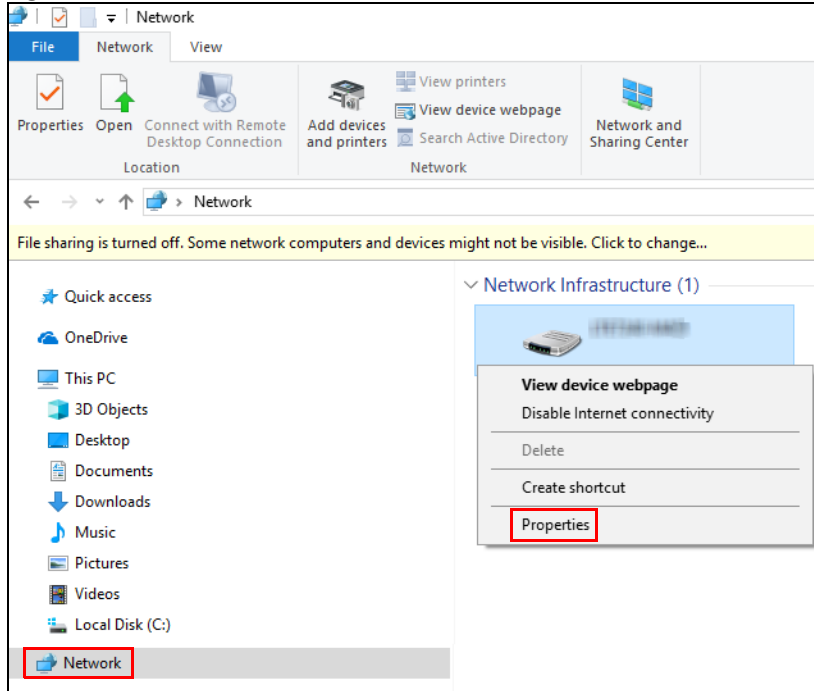 Network
File Network View
Properties Open Connect with Remote Desktop Connection
Location
Add devices and printers
View printers
View device webpage
Search Active Directory
Network
Network and Sharing Center
Network
File sharing is turned off. Some network computers and devices might not be visible. Click to change...
Quick access
OneDrive
This PC
3D Objects
Desktop
Documents
Downloads
Music
Pictures
Videos
Local Disk (C:)
Network
Network Infrastructure (1)
View device webpage
Disable Internet connectivity
Delete
Create shortcut
Properties